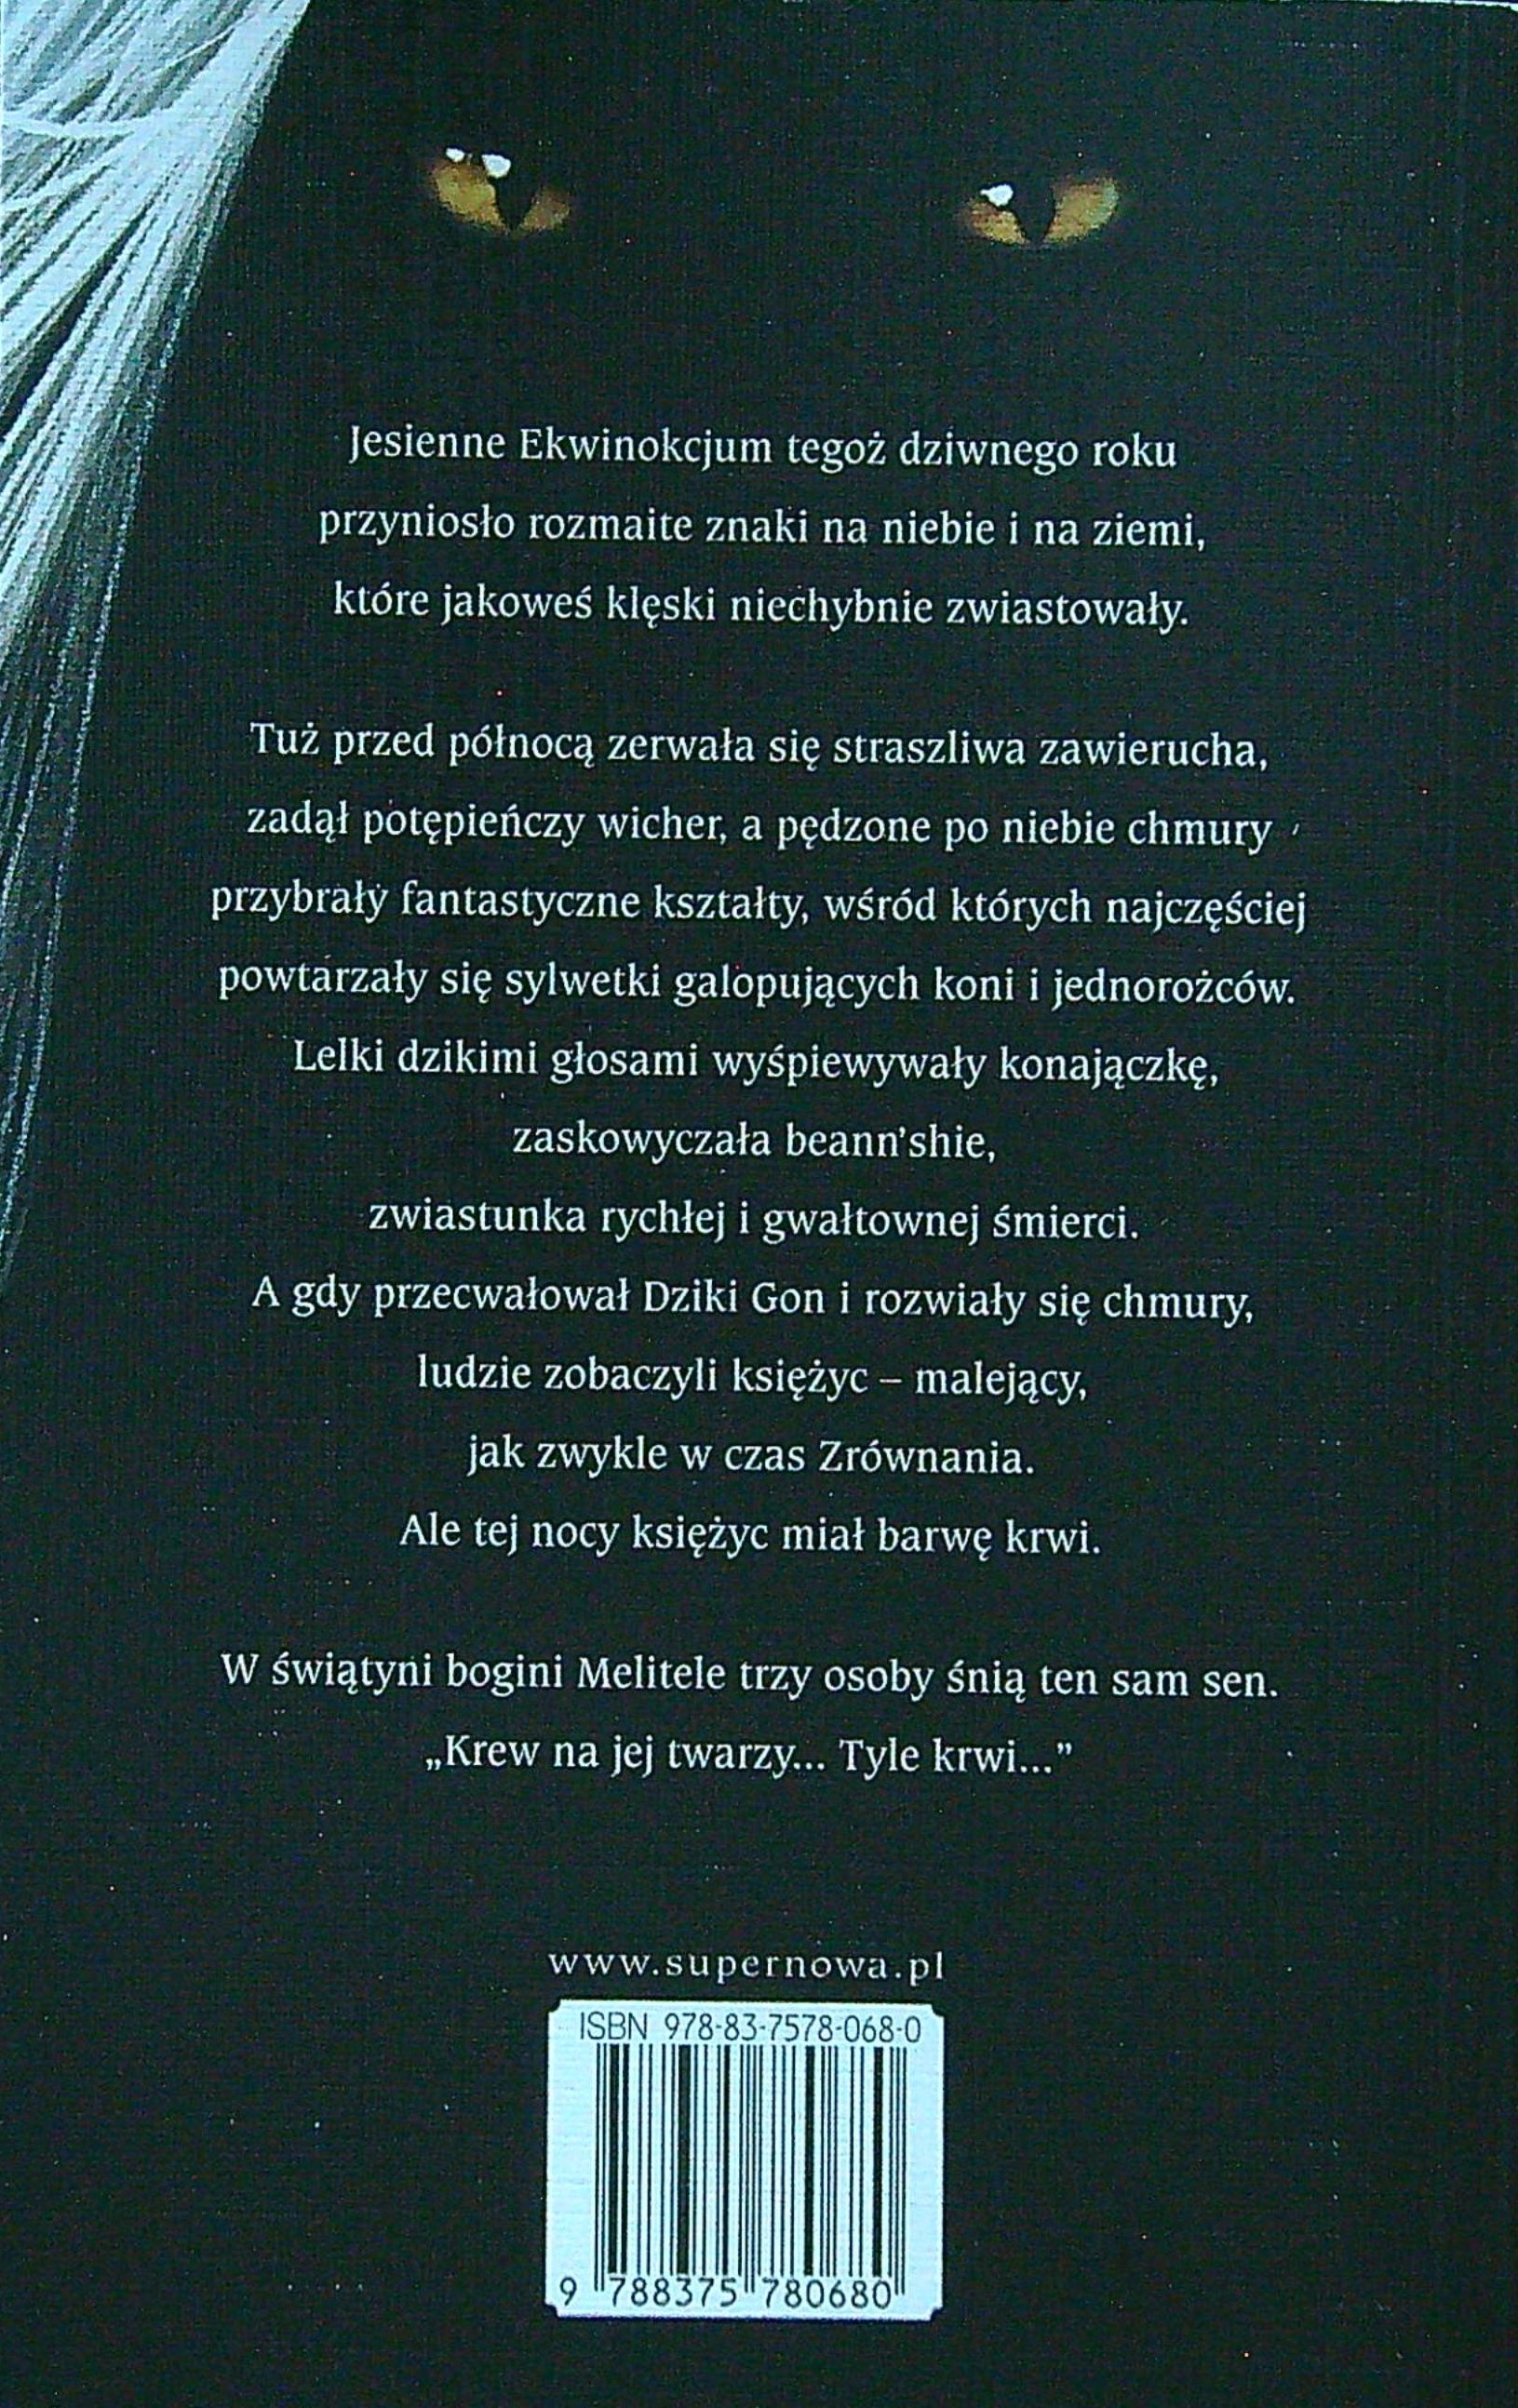 Jesienne Ekwinokcjum tegoż dziwnego roku
przyniosło rozmaite znaki na niebie i na ziemi,
które jakoweś klęski niechybnie zwiastowały.
Tuż przed północą zerwała się straszliwa zawierucha,
zadął potępieńczy wicher, a pędzone po niebie chmury
przybrały fantastyczne kształty, wśród których najczęściej
powtarzały się sylwetki galopujących koni i jednorożców.
Lelki dzikimi głosami wyśpiewywały konajączkę,
zaskowyczała beann'shie,
zwiastunka rychłej i gwałtownej śmierci.
A gdy przecwałował Dziki Gon i rozwiały się chmury,
ludzie zobaczyli księżyc – malejący,
jak zwykle w czas Zrównania.
Ale tej nocy księżyc miał barwę krwi.
W świątyni bogini Melitele trzy osoby śnią ten sam sen.
„Krew na jej twarzy... Tyle krwi...”
www.supernowa.pl
ISBN 978-83-7578-068-0
9 788375 780680